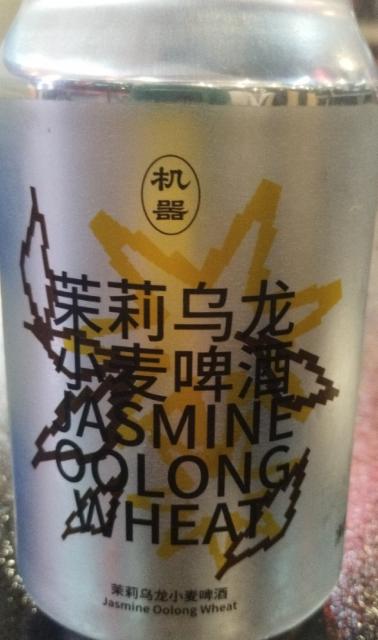 机
器
茉莉乌龙
小麦啤酒
JASMINE
OOLONG
WHEAT
茉莉乌龙小麦啤酒
Jasmine Oolong Wheat